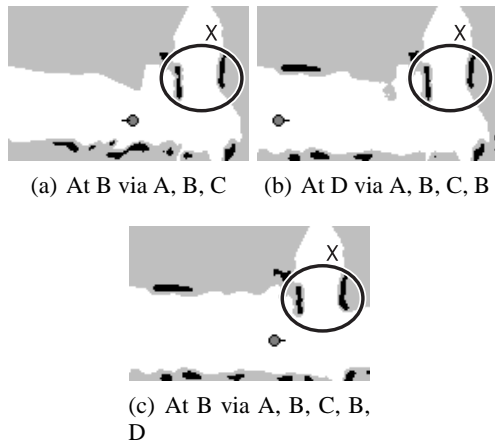 X
X
(a) At B via A, B, C
(b) At D via A, B, C, B
X
(c) At B via A, B, C, B,
D